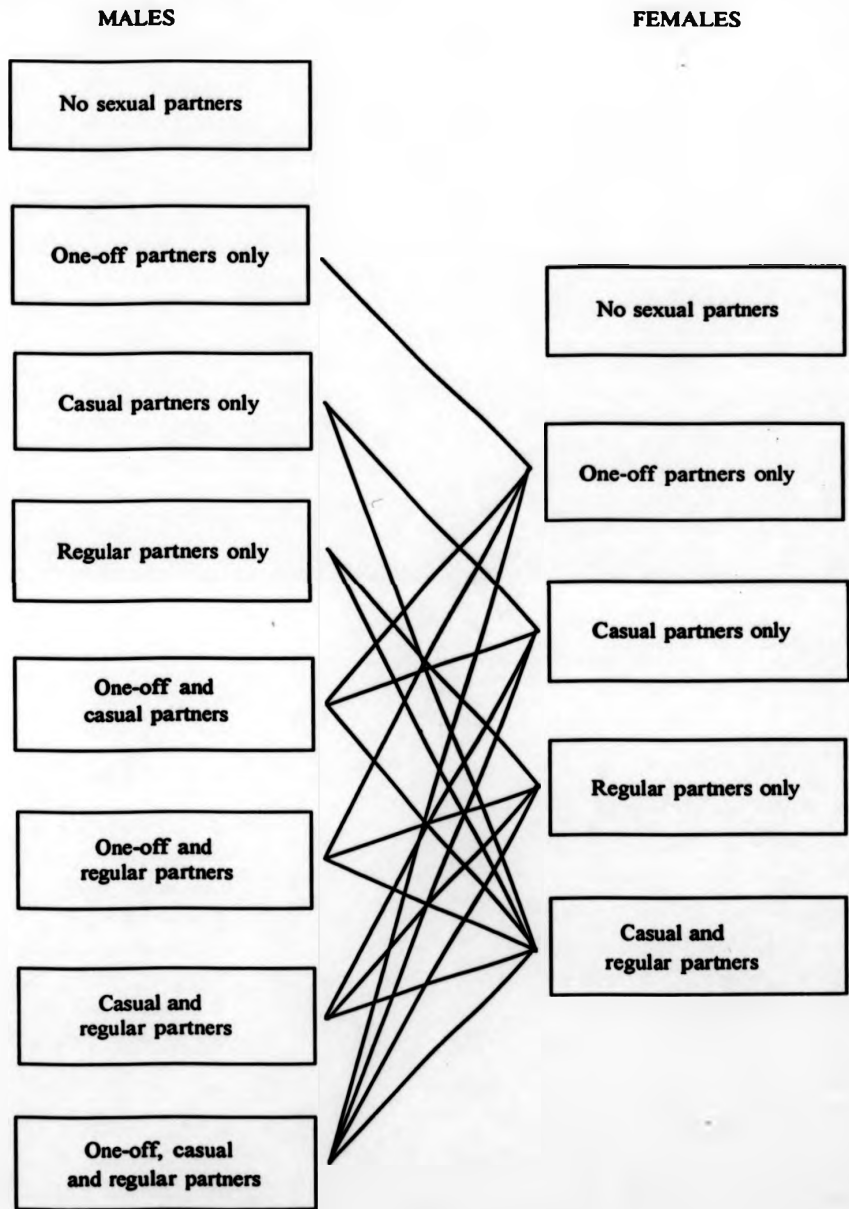 MALES
No sexual partners
One-off partners only
Casual partners only
Regular partners only
One-off and
casual partners
One-off and
regular partners
Casual and
regular partners
One-off, casual
and regular partners
FEMALES
No sexual partners
One-off partners only
Casual partners only
Regular partners only
Casual and
regular partners